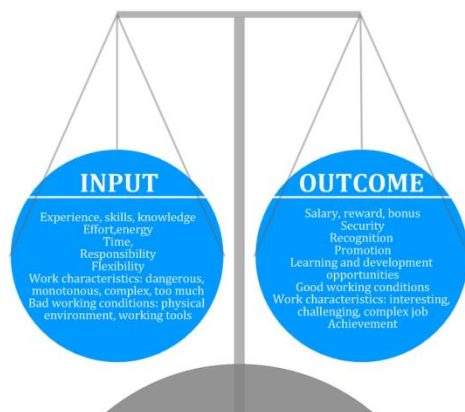 INPUT
Experience, skills, knowledge
Effort,energy
Time,
Responsibility
Flexibility
Work characteristics: dangerous,
monotonous, complex, too much
Bad working conditions: physical
environment, working tools
OUTCOME
Salary, reward, bonus
Security
Recognition
Promotion
Learning and development
opportunities
Good working conditions
Work characteristics: interesting,
challenging, complex job
Achievement